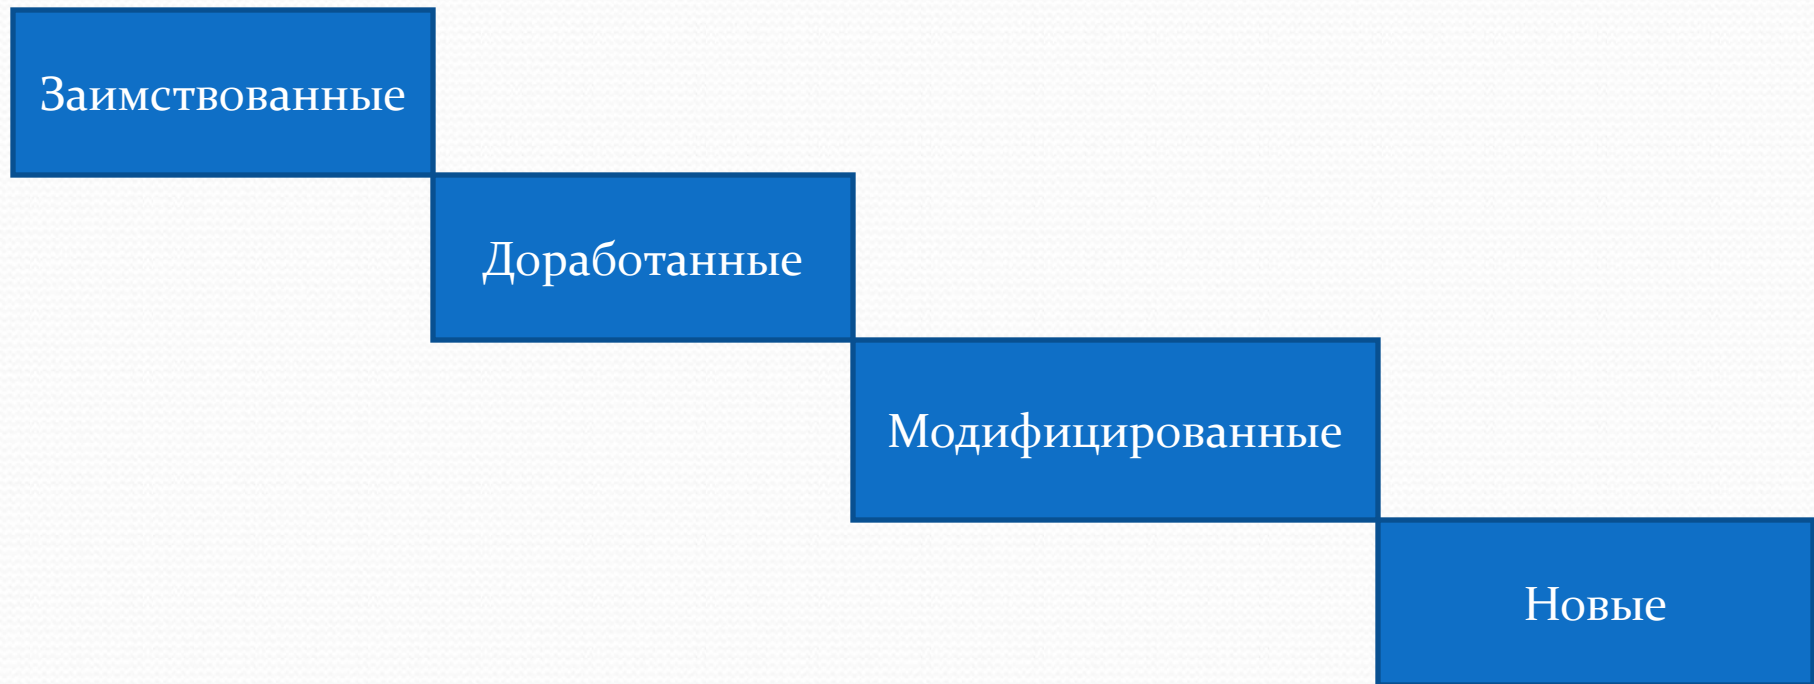 Заимствованные
Доработанные
Модифицированные
Новые